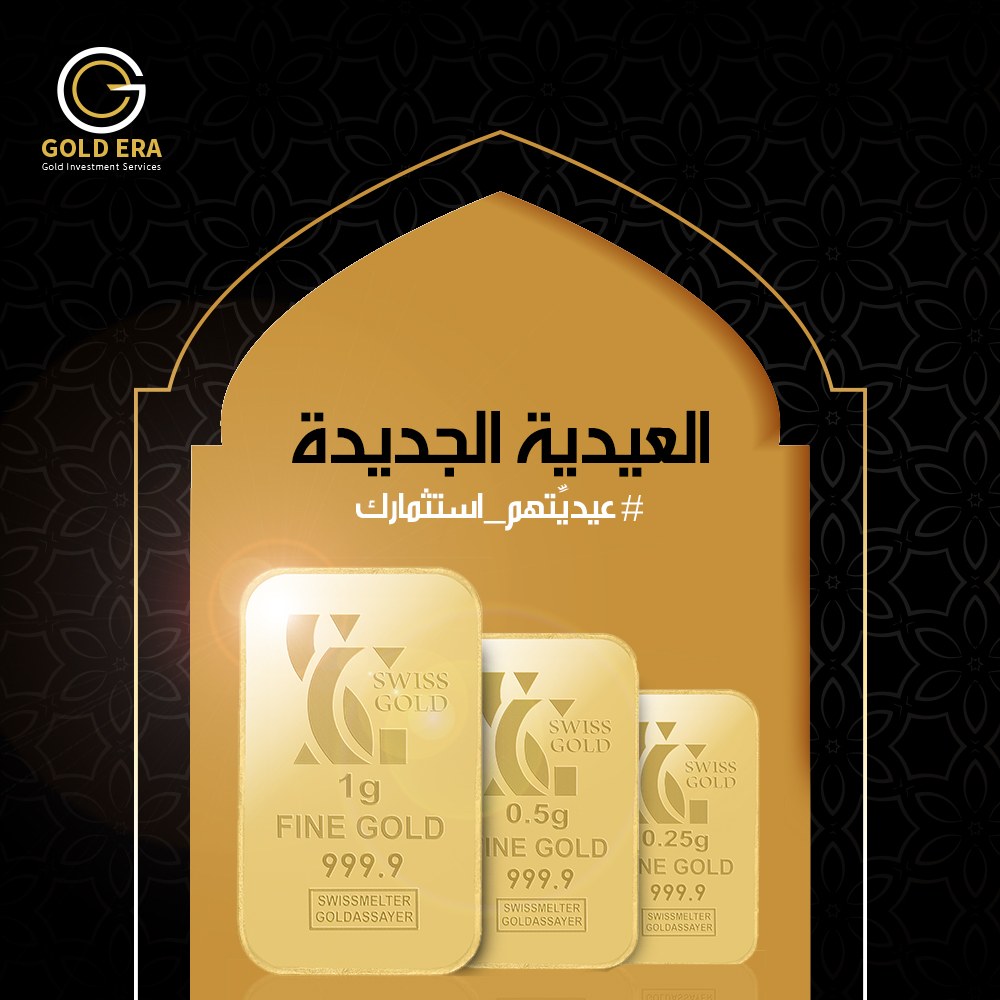 GOLD ERA
Gold Investment Services
العيدية الجديدة
#عيديّتهم_استثمارك
SWISS
GOLD
1g
FINE GOLD
999.9
SWISSMELTER
GOLDASSAYER
SWISS
GOLD
0.5g
INE GOLD
999.9
SWISSMELTER
GOLDASSAYER
SWISS
GOLD
0.25g
NE GOLD
999.9
SWISSMELTER
GOLDASSAYER